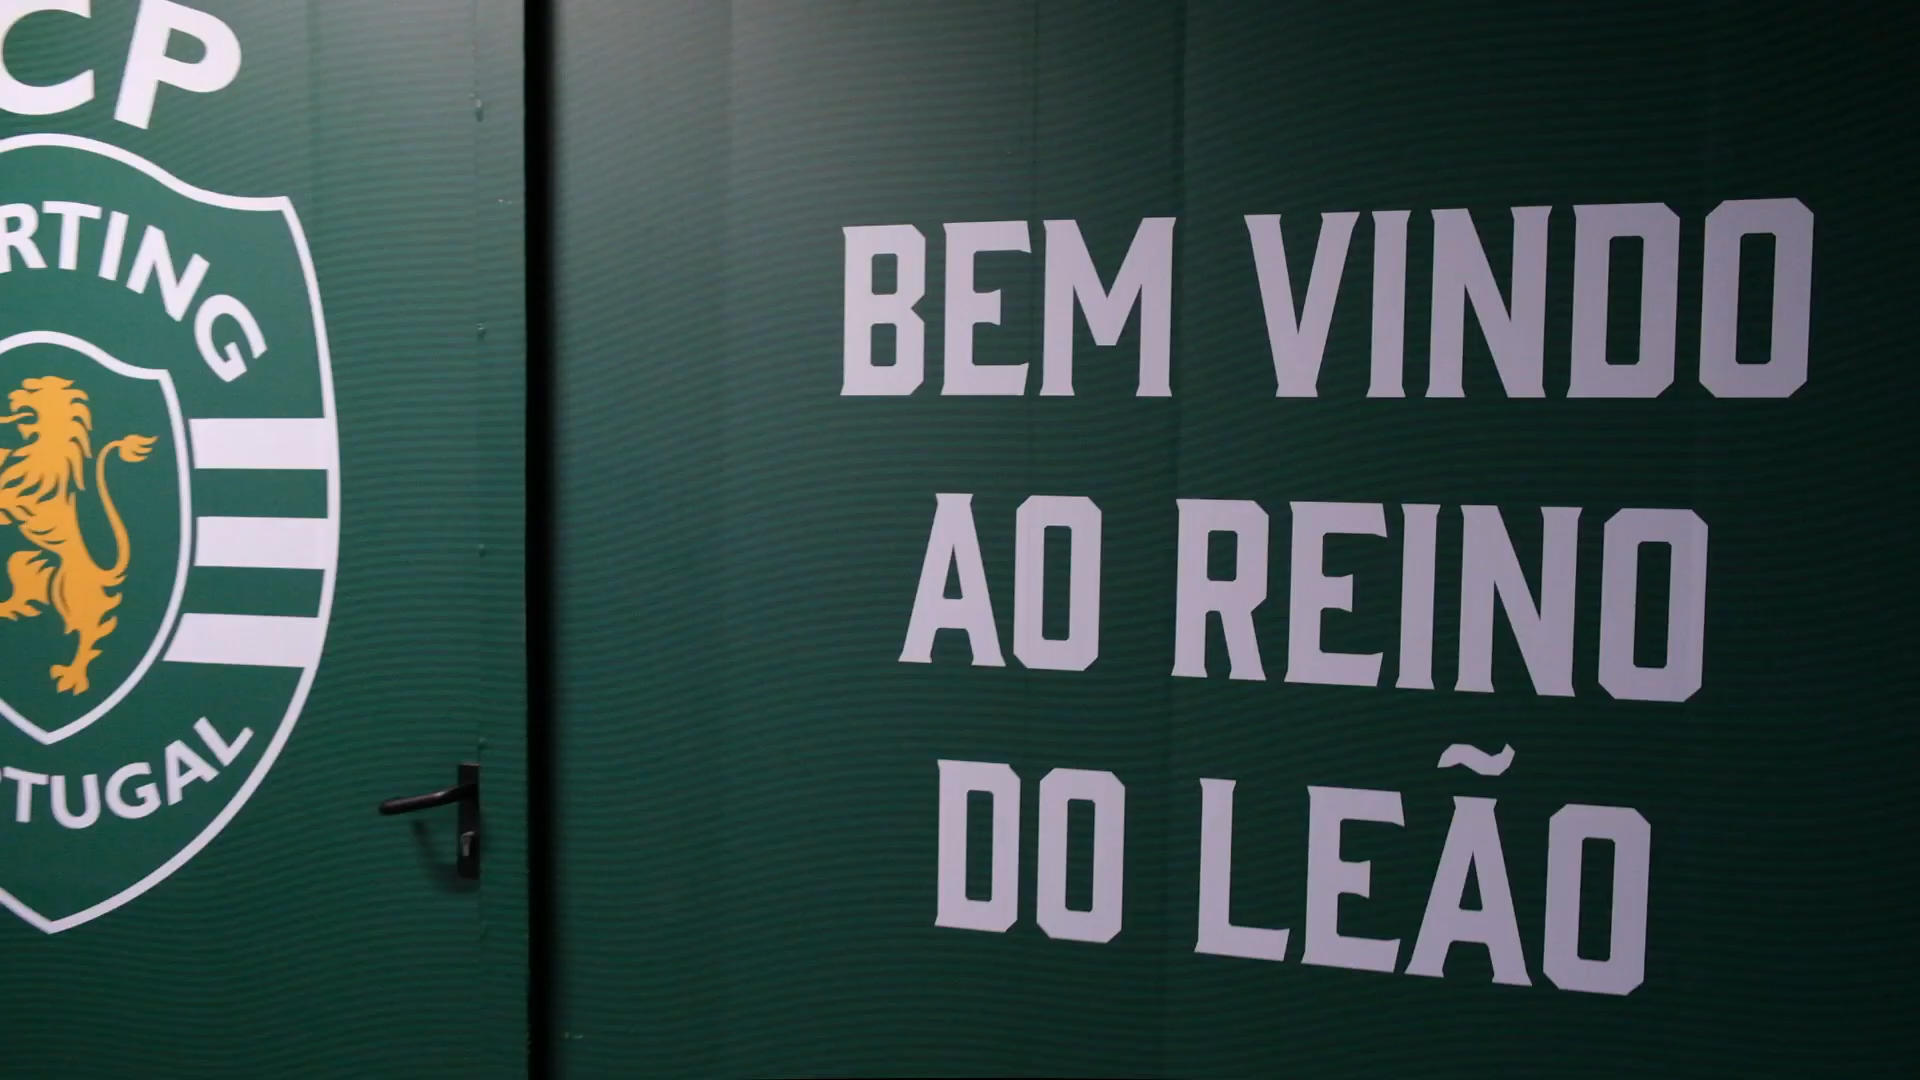 CP
RTING
TUGAL
BEM VINDO
AO REINO
DO LEÃO